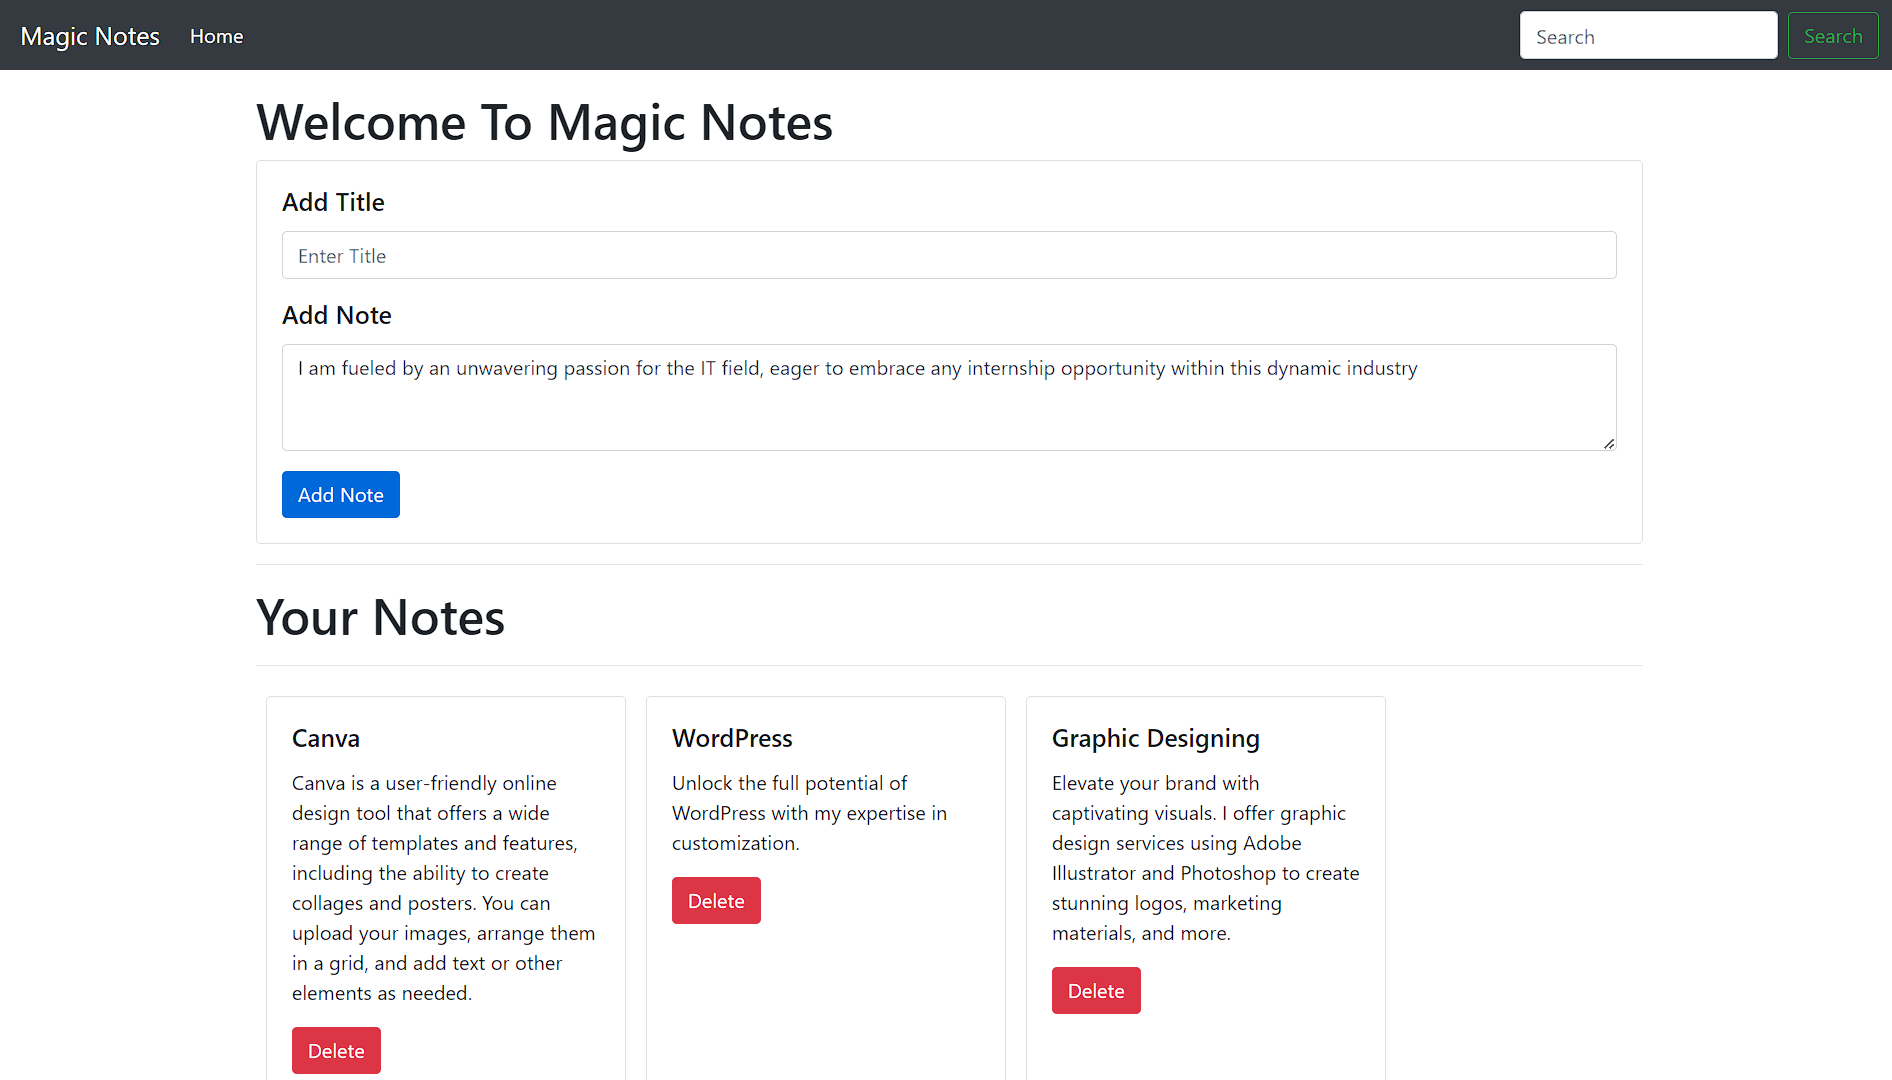 Magic Notes Home Search Search
Welcome To Magic Notes
Add Title
Enter Title
Add Note
I am fueled by an unwavering passion for the IT field, eager to embrace any internship opportunity within this dynamic industry
Add Note
Your Notes
Canva
Canva is a user-friendly online
design tool that offers a wide
range of templates and features,
including the ability to create
collages and posters. You can
upload your images, arrange them
in a grid, and add text or other
elements as needed.
Delete
WordPress
Unlock the full potential of
WordPress with my expertise in
customization.
Delete
Graphic Designing
Elevate your brand with
captivating visuals. I offer graphic
design services using Adobe
Illustrator and Photoshop to create
stunning logos, marketing
materials, and more.
Delete